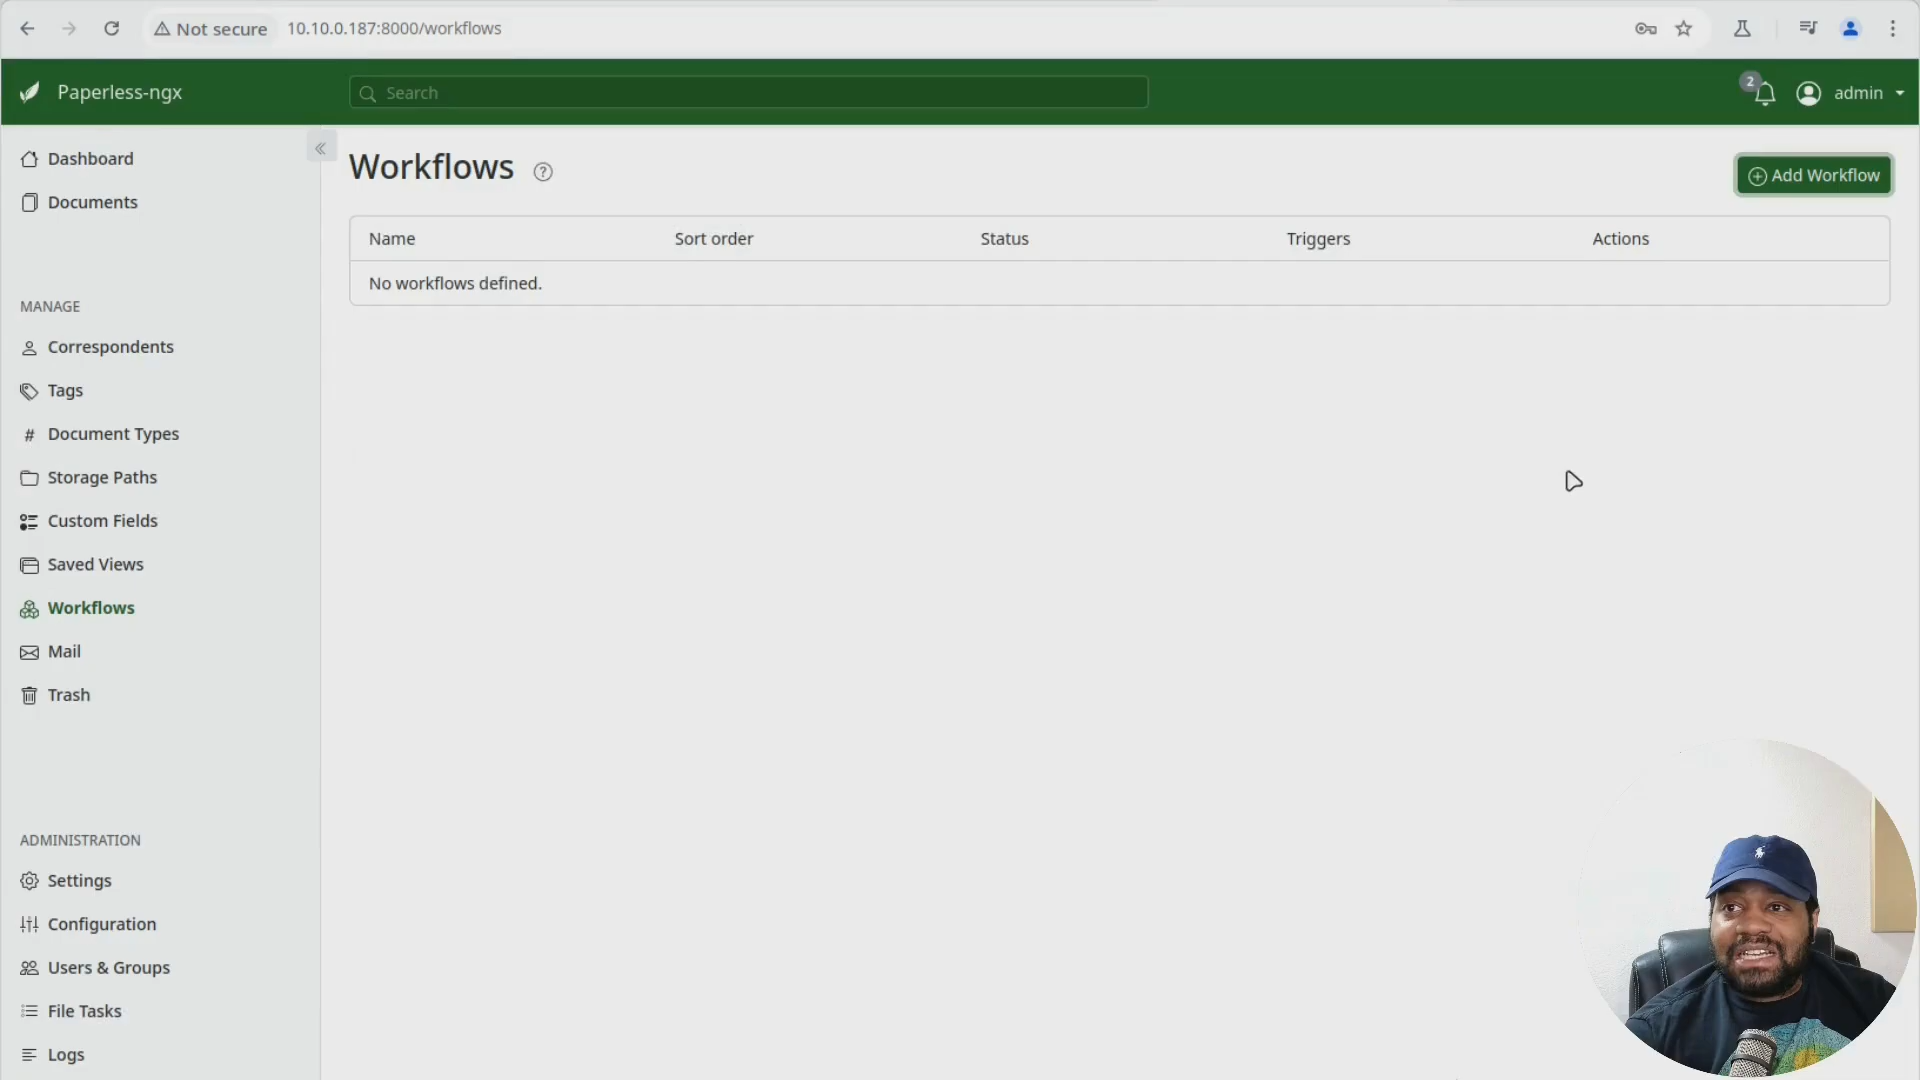 Not secure
10.10.0.187:8000/workflows
Paperless-ngx
Search
2
admin
Dashboard
Documents
MANAGE
Correspondents
Tags
# Document Types
Storage Paths
Custom Fields
Saved Views
Workflows
Mail
Trash
ADMINISTRATION
Settings
Configuration
Users & Groups
File Tasks
Logs
Workflows ?
Add Workflow
Name Sort order Status Triggers Actions
No workflows defined.